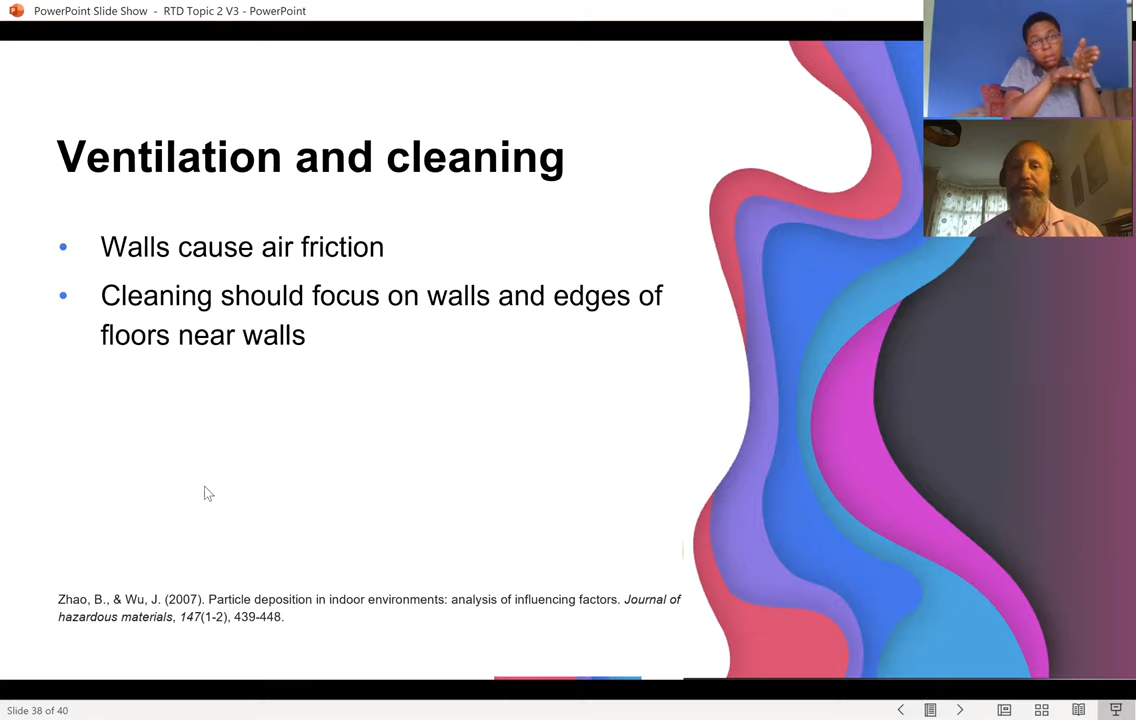 PowerPoint Slide Show - RTD Topic 2 V3 - PowerPoint
Ventilation and cleaning
• Walls cause air friction
• Cleaning should focus on walls and edges of
floors near walls
Zhao, B., & Wu, J. (2007). Particle deposition in indoor environments: analysis of influencing factors. Journal of
hazardous materials, 147(1-2), 439-448.
Slide 38 of 40